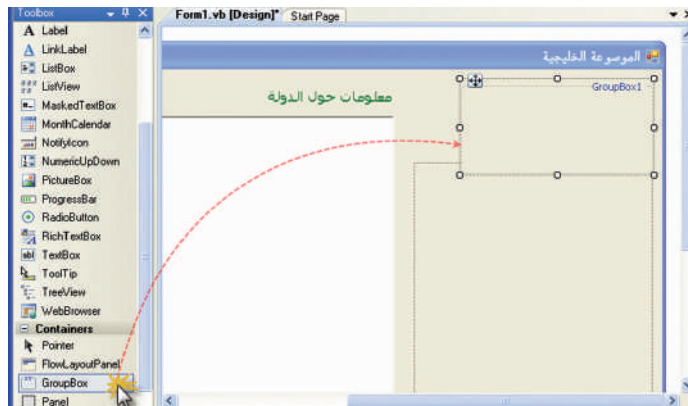 Toolbox
Form1.vb [Design]* Start Page
A Label
A LinkLabel
ListBox
ListView
MaskedTextBox
MonthCalendar
NotifyIcon
NumericUpDown
PictureBox
ProgressBar
RadioButton
RichTextBox
abl TextBox
ToolTip
TreeView
WebBrowser
Containers
Pointer
FlowLayoutPanel
GroupBox
Panel
الموسوعة الخليجية
معلومات حول الدولة
GroupBox1